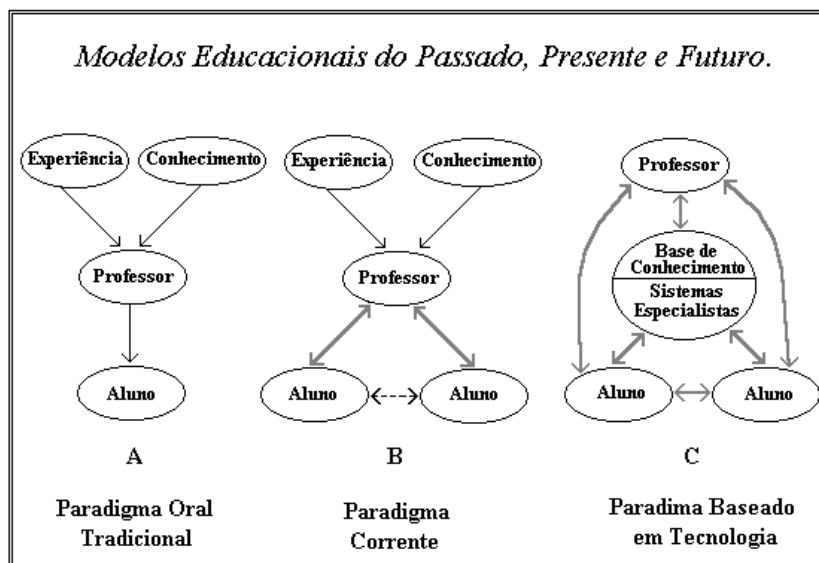 Modelos Educacionais do Passado, Presente e Futuro.
Experiência
Conhecimento
Professor
Aluno
A
Paradigma Oral
Tradicional
Experiência
Conhecimento
Professor
Aluno
Aluno
B
Paradigma
Corrente
Professor
Base de
Conhecimento
Sistemas
Especialistas
Aluno
Aluno
C
Paradima Baseado
em Tecnologia